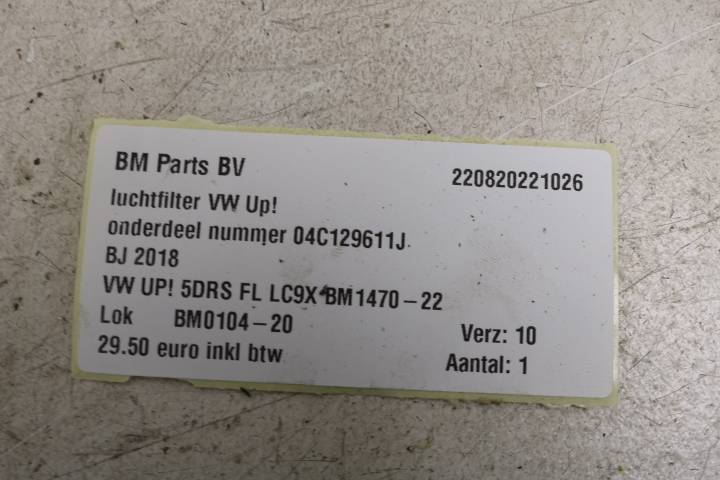 BM Parts BV 220820221026
luchtfilter VW Up!
onderdeel nummer 04C129611J
BJ 2018
VW UP! 5DRS FL LC9X*BM1470-22
Lok BM0104-20 Verz: 10
29.50 euro inkl btw Aantal: 1